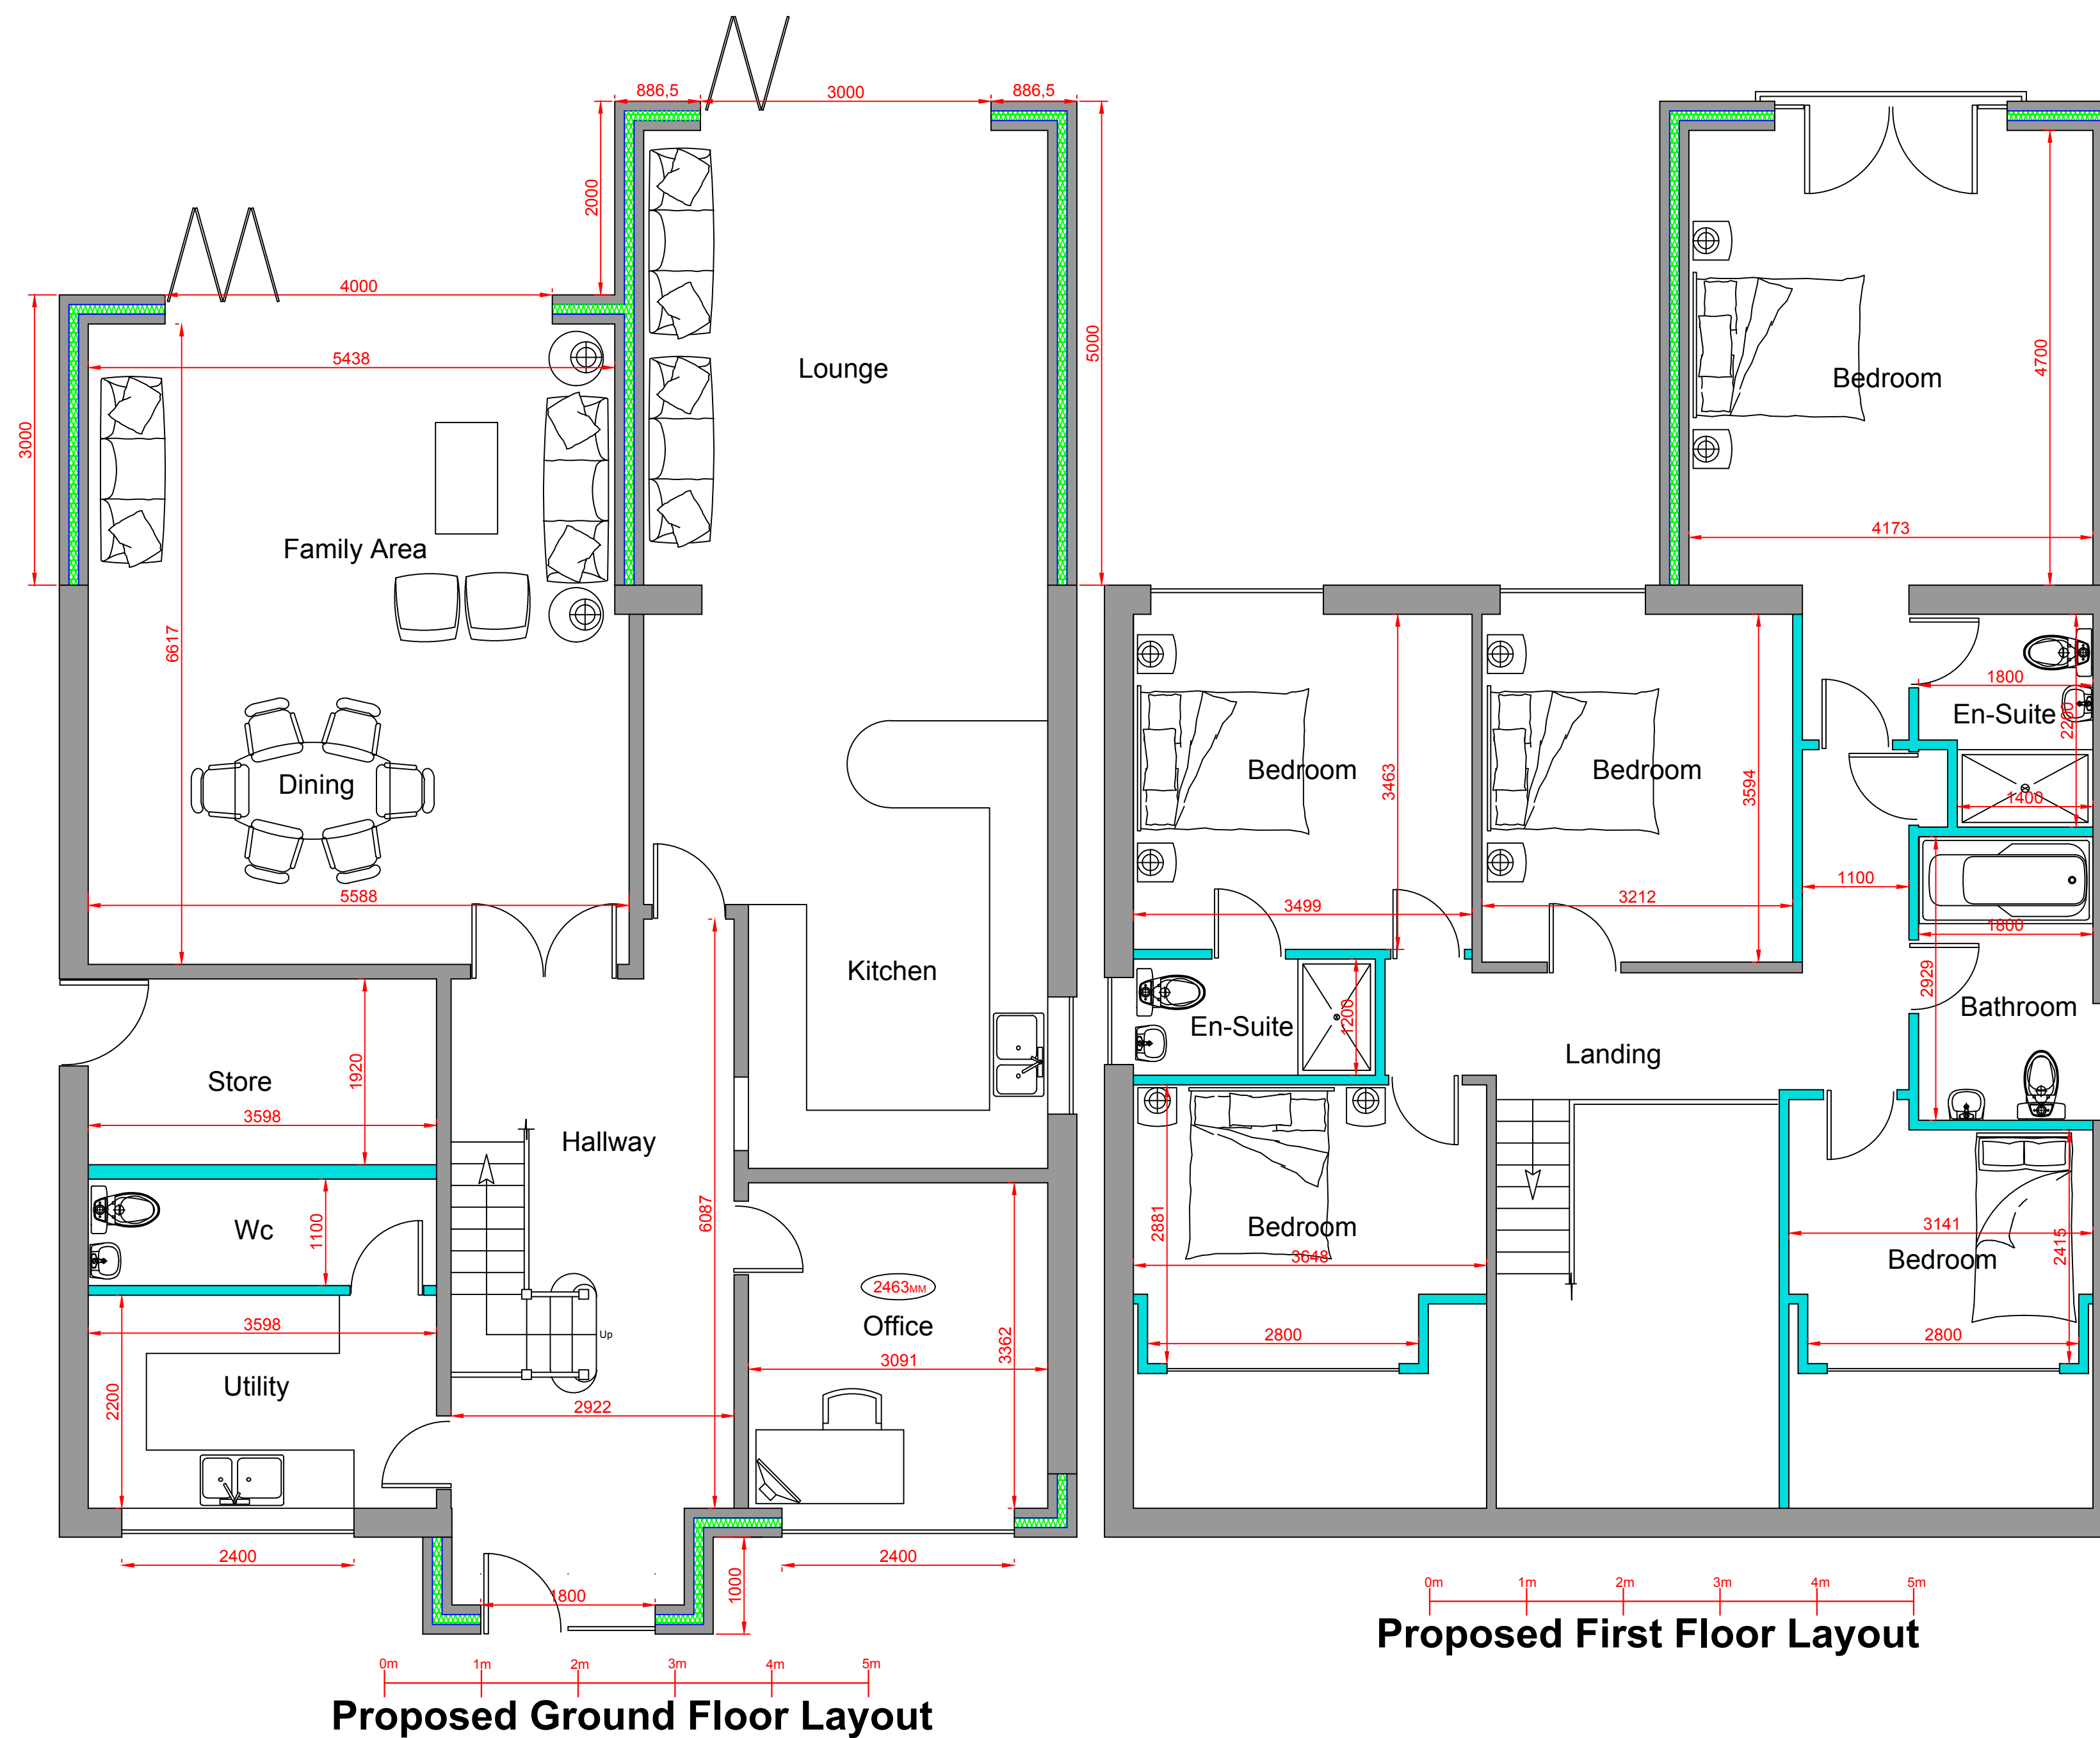 886,5
3000
886,5
2000
4000
5438
3000
Lounge
5000
Family Area
6617
Dining
5588
Kitchen
Store
1920
3598
Hallway
Wc
1100
6087
3598
2463MM
Office
3362
3091
Utility
2200
2922
Up
2400
1800
1000
2400
0m 1m 2m 3m 4m 5m
Proposed Ground Floor Layout
4700
Bedroom
4173
1800
En-Suite
2200
1400
Bedroom
3463
Bedroom
3594
3499
3212
1100
1800
2929
Bathroom
En-Suite
1200
Landing
2881
Bedroom
3648
2800
3141
2415
Bedroom
2800
0m 1m 2m 3m 4m 5m
Proposed First Floor Layout